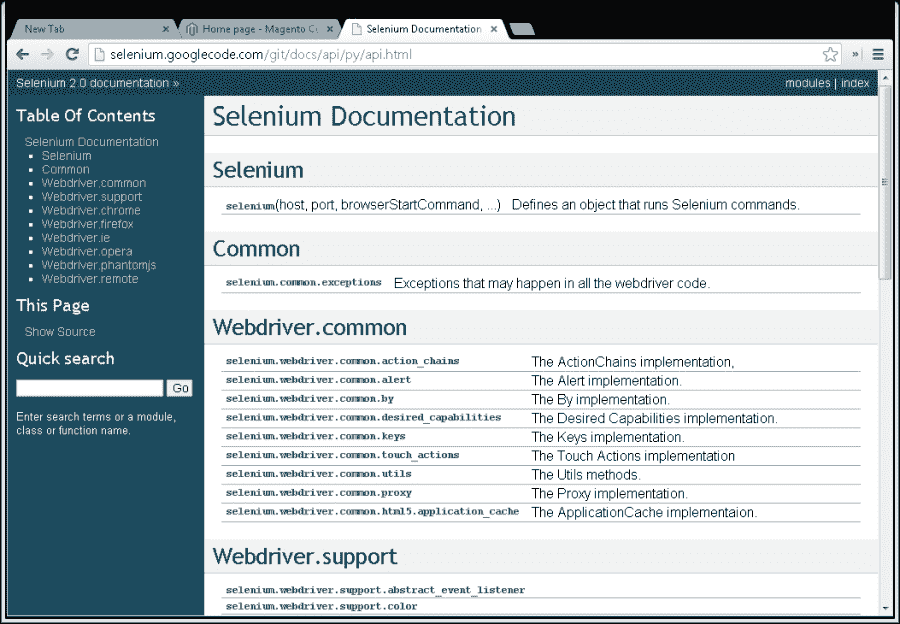 New Tab
Home page - Magento C
Selenium Documentation
selenium.googlecode.com/git/docs/api/py/api.html
Selenium 2.0 documentation »
modules | index
Table Of Contents
Selenium Documentation
Selenium
Common
Webdriver.common
Webdriver.support
Webdriver.chrome
Webdriver.firefox
Webdriver.ie
Webdriver.opera
Webdriver.phantomjs
Webdriver.remote
This Page
Show Source
Quick search
Go
Enter search terms or a module,
class or function name.
Selenium Documentation
Selenium
selenium(host, port, browserStartCommand, ...) Defines an object that runs Selenium commands.
Common
selenium.common.exceptions Exceptions that may happen in all the webdriver code.
Webdriver.common
selenium.webdriver.common.action_chains The ActionChains implementation,
selenium.webdriver.common.alert The Alert implementation.
selenium.webdriver.common.by The By implementation.
selenium.webdriver.common.desired_capabilities The Desired Capabilities implementation.
selenium.webdriver.common.keys The Keys implementation.
selenium.webdriver.common.touch_actions The Touch Actions implementation
selenium.webdriver.common.utils The Utils methods.
selenium.webdriver.common.proxy The Proxy implementation.
selenium.webdriver.common.html5.application_cache The ApplicationCache implementaion.
Webdriver.support
selenium.webdriver.support.abstract_event_listener
selenium.webdriver.support.color